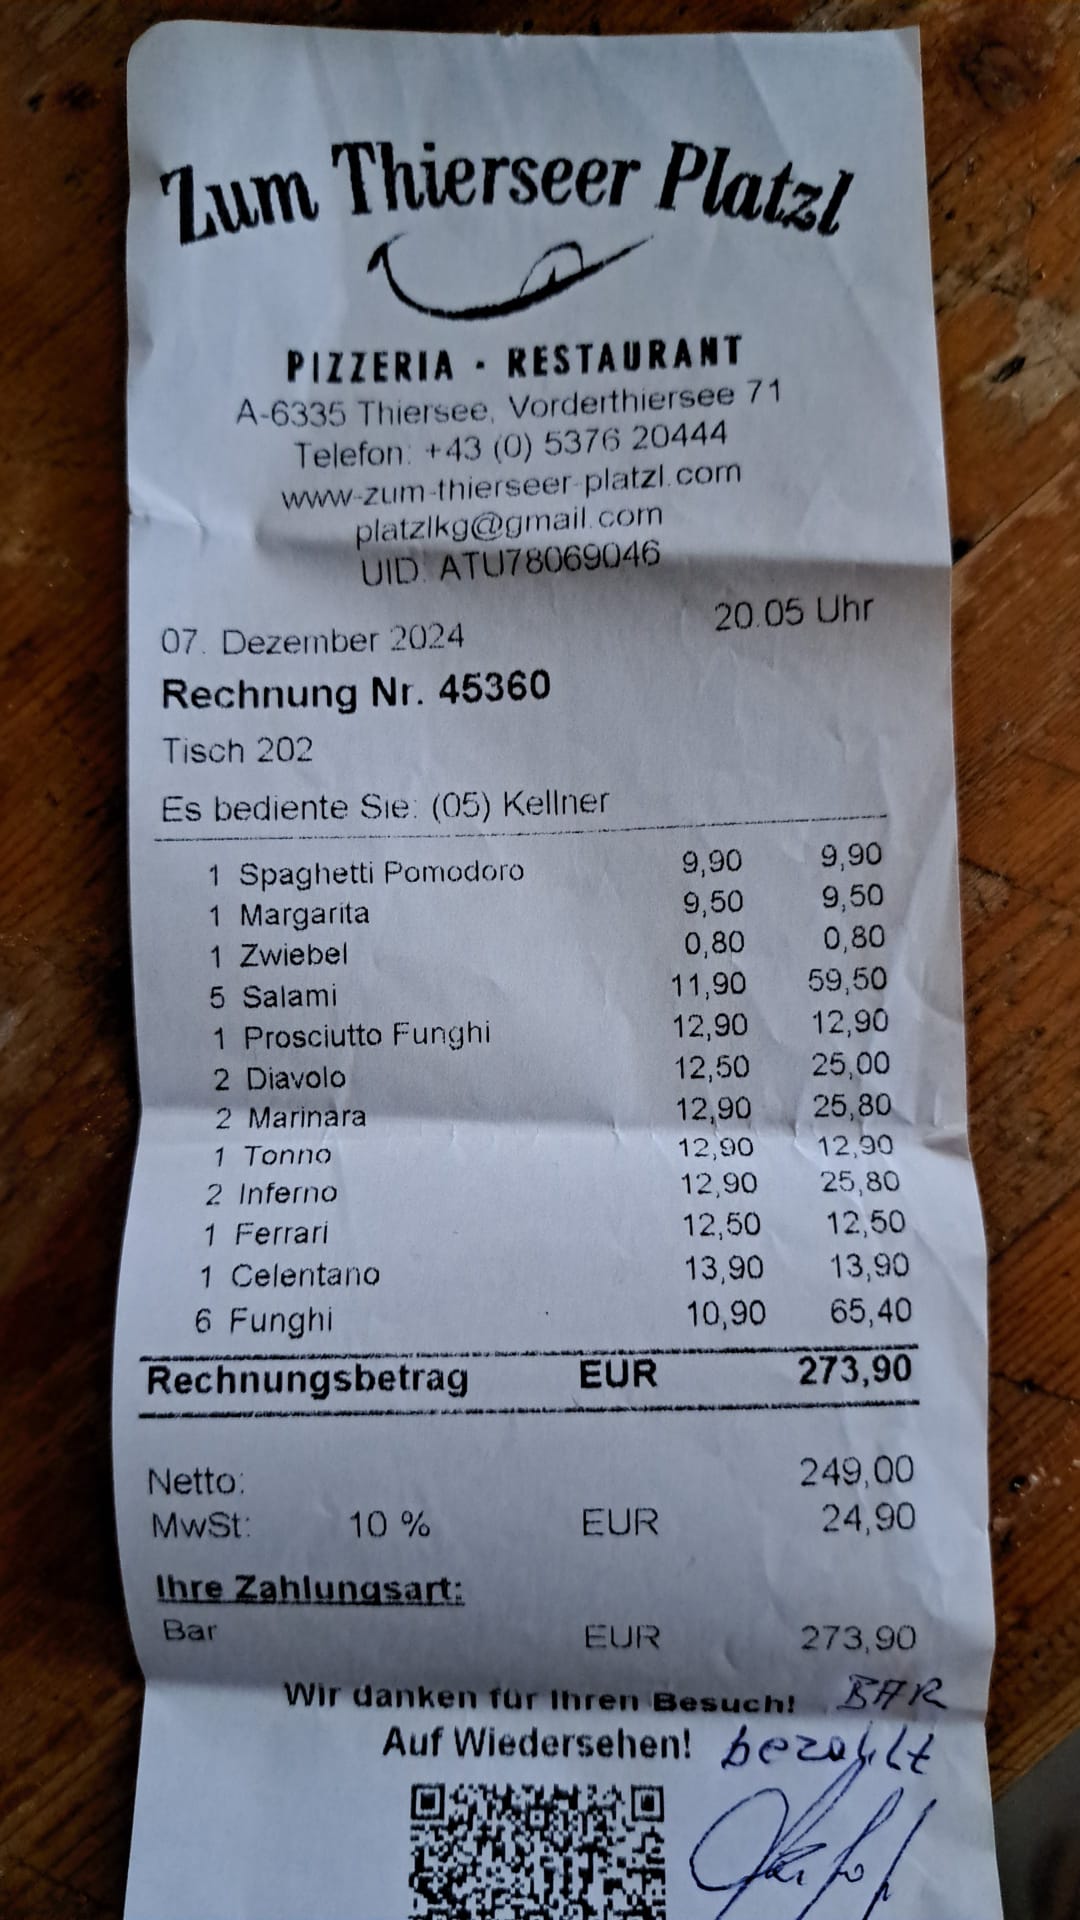 Zum Thierseer Platzl
PIZZERIA · RESTAURANT
A-6335 Thiersee, Vorderthiersee 71
Telefon: +43 (0) 5376 20444
www-zum-thierseer-platzl.com
platzlkg@gmail.com
UID: ATU78069046
07. Dezember 2024 20.05 Uhr
Rechnung Nr. 45360
Tisch 202
Es bediente Sie: (05) Kellner
1 Spaghetti Pomodoro 9,90 9,90
1 Margarita 9,50 9,50
1 Zwiebel 0,80 0,80
5 Salami 11,90 59,50
1 Prosciutto Funghi 12,90 12,90
2 Diavolo 12,50 25,00
2 Marinara 12,90 25,80
1 Tonno 12,90 12,90
2 Inferno 12,90 25,80
1 Ferrari 12,50 12,50
1 Celentano 13,90 13,90
6 Funghi 10,90 65,40
Rechnungsbetrag EUR 273,90
Netto: 249,00
MwSt: 10 % EUR 24,90
Ihre Zahlungsart:
Bar EUR 273,90
Wir danken für Ihren Besuch! BAR
Auf Wiedersehen! bezahlt